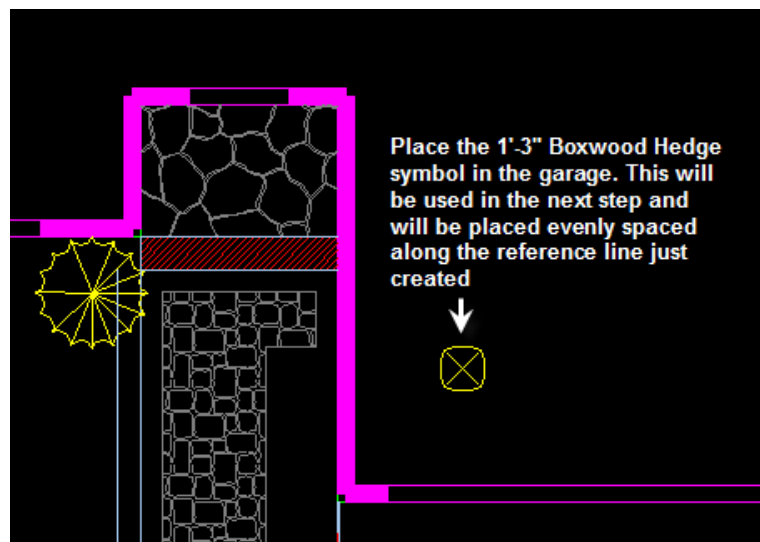 Place the 1'-3" Boxwood Hedge
symbol in the garage. This will
be used in the next step and
will be placed evenly spaced
along the reference line just
created